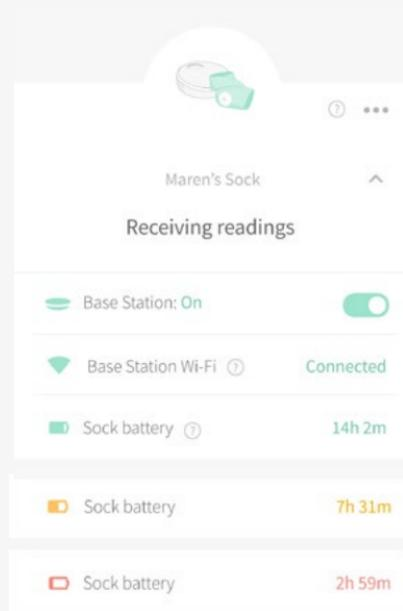 Maren's Sock
Receiving readings
Base Station: On
Base Station Wi-Fi ? Connected
Sock battery ? 14h 2m
Sock battery 7h 31m
Sock battery 2h 59m